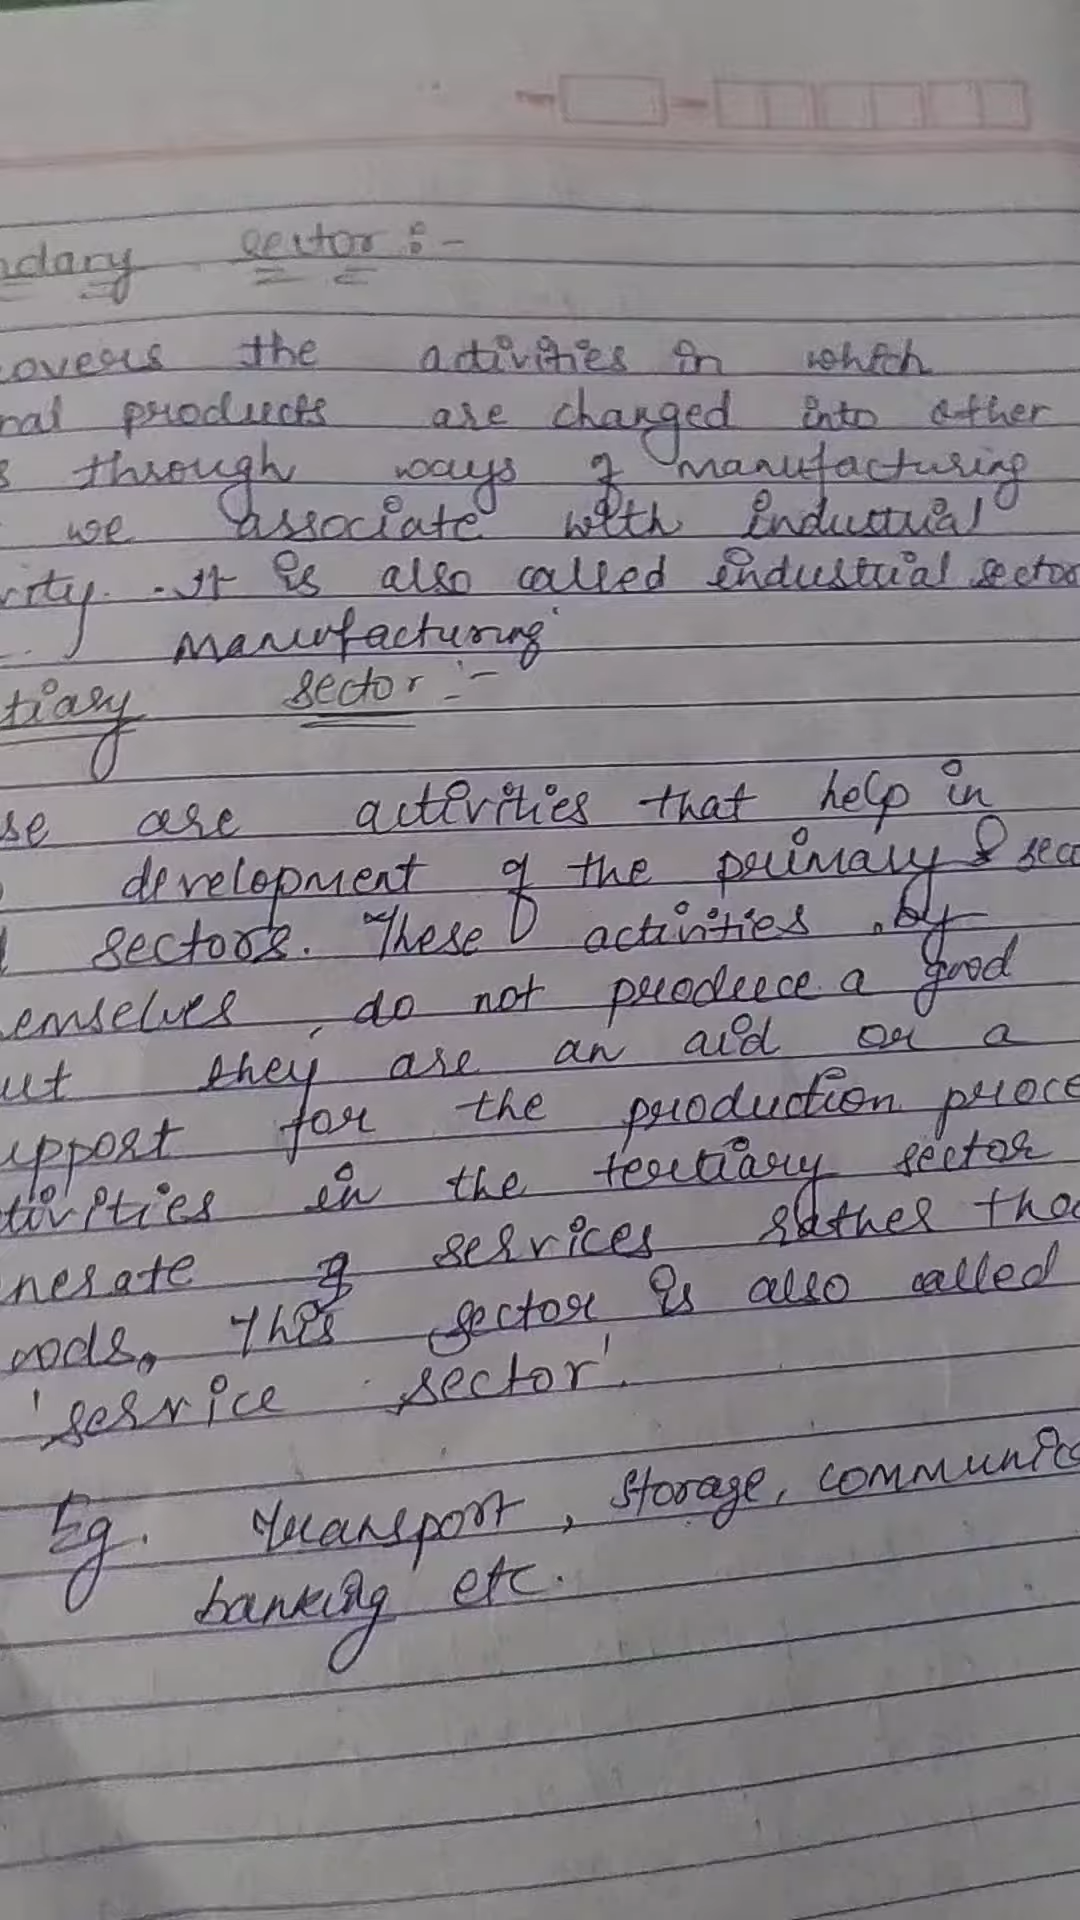 ndary sector :-
overs the activities in which
ral products are changed into other
s through ways of manufacturing
we associate with industrial
vity. It is also called industrial sector
manufacturing
tiary sector :-
se are activities that help in
development of the primary & sec
sectors. These activities, by
emselves, do not produce a good
ut they are an aid or a
upport for the production proce
tivities in the tertiary sector
nerate services rather tha
oods. This sector is also called
'service sector'.
Eg. Transport, storage, communica
banking etc.